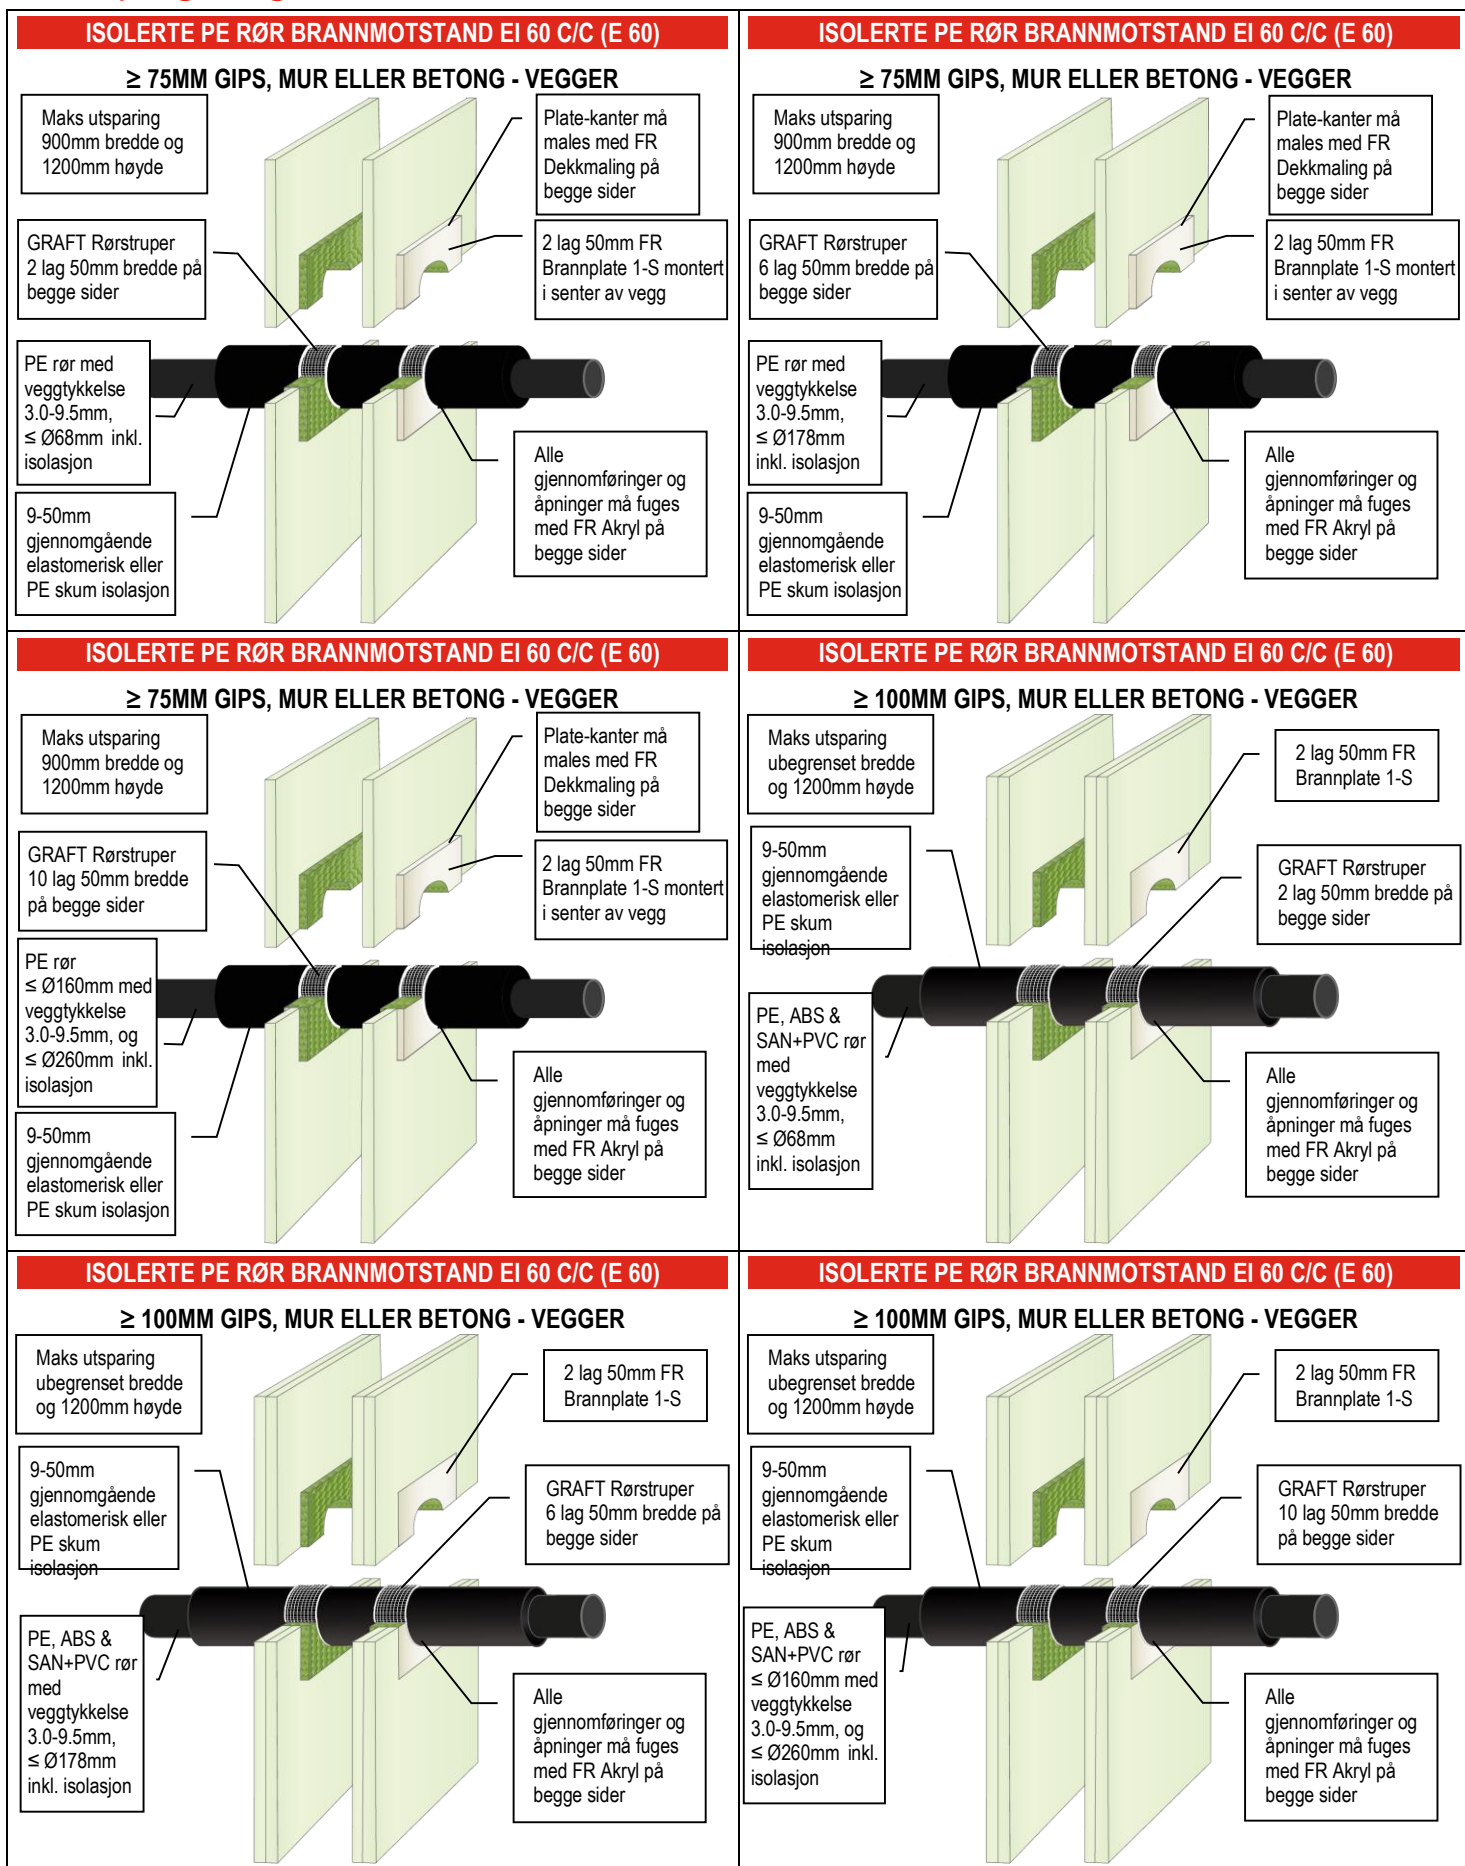 ISOLERTE PE RØR BRANNMOTSTAND EI 60 C/C (E 60)
≥ 75MM GIPS, MUR ELLER BETONG - VEGGER
Maks utsparing
900mm bredde og
1200mm høyde
Plate-kanter må
males med FR
Dekkmaling på
begge sider
GRAFT Rørstruper
2 lag 50mm bredde på
begge sider
2 lag 50mm FR
Brannplate 1-S montert
i senter av vegg
PE rør med
veggtykkelse
3.0-9.5mm,
≤ Ø68mm inkl.
isolasjon
9-50mm
gjennomgående
elastomerisk eller
PE skum isolasjon
Alle
gjennomføringer og
åpninger må fuges
med FR Akryl på
begge sider
ISOLERTE PE RØR BRANNMOTSTAND EI 60 C/C (E 60)
≥ 75MM GIPS, MUR ELLER BETONG - VEGGER
Maks utsparing
900mm bredde og
1200mm høyde
Plate-kanter må
males med FR
Dekkmaling på
begge sider
GRAFT Rørstruper
6 lag 50mm bredde på
begge sider
2 lag 50mm FR
Brannplate 1-S montert
i senter av vegg
PE rør med
veggtykkelse
3.0-9.5mm,
≤ Ø178mm
inkl. isolasjon
9-50mm
gjennomgående
elastomerisk eller
PE skum isolasjon
Alle
gjennomføringer og
åpninger må fuges
med FR Akryl på
begge sider
ISOLERTE PE RØR BRANNMOTSTAND EI 60 C/C (E 60)
≥ 75MM GIPS, MUR ELLER BETONG - VEGGER
Maks utsparing
900mm bredde og
1200mm høyde
Plate-kanter må
males med FR
Dekkmaling på
begge sider
GRAFT Rørstruper
10 lag 50mm bredde
på begge sider
2 lag 50mm FR
Brannplate 1-S montert
i senter av vegg
PE rør
≤ Ø160mm med
veggtykkelse
3.0-9.5mm, og
≤ Ø260mm inkl.
isolasjon
9-50mm
gjennomgående
elastomerisk eller
PE skum isolasjon
Alle
gjennomføringer og
åpninger må fuges
med FR Akryl på
begge sider
ISOLERTE PE RØR BRANNMOTSTAND EI 60 C/C (E 60)
≥ 100MM GIPS, MUR ELLER BETONG - VEGGER
Maks utsparing
ubegrenset bredde
og 1200mm høyde
2 lag 50mm FR
Brannplate 1-S
9-50mm
gjennomgående
elastomerisk eller
PE skum
isolasjon
GRAFT Rørstruper
2 lag 50mm bredde på
begge sider
PE, ABS &
SAN+PVC rør
med
veggtykkelse
3.0-9.5mm,
≤ Ø68mm
inkl. isolasjon
Alle
gjennomføringer og
åpninger må fuges
med FR Akryl på
begge sider
ISOLERTE PE RØR BRANNMOTSTAND EI 60 C/C (E 60)
≥ 100MM GIPS, MUR ELLER BETONG - VEGGER
Maks utsparing
ubegrenset bredde
og 1200mm høyde
2 lag 50mm FR
Brannplate 1-S
9-50mm
gjennomgående
elastomerisk eller
PE skum
isolasjon
GRAFT Rørstruper
6 lag 50mm bredde på
begge sider
PE, ABS &
SAN+PVC rør
med
veggtykkelse
3.0-9.5mm,
≤ Ø178mm
inkl. isolasjon
Alle
gjennomføringer og
åpninger må fuges
med FR Akryl på
begge sider
ISOLERTE PE RØR BRANNMOTSTAND EI 60 C/C (E 60)
≥ 100MM GIPS, MUR ELLER BETONG - VEGGER
Maks utsparing
ubegrenset bredde
og 1200mm høyde
2 lag 50mm FR
Brannplate 1-S
9-50mm
gjennomgående
elastomerisk eller
PE skum
isolasjon
GRAFT Rørstruper
10 lag 50mm bredde
på begge sider
PE, ABS &
SAN+PVC rør
≤ Ø160mm med
veggtykkelse
3.0-9.5mm, og
≤ Ø260mm inkl.
isolasjon
Alle
gjennomføringer og
åpninger må fuges
med FR Akryl på
begge sider